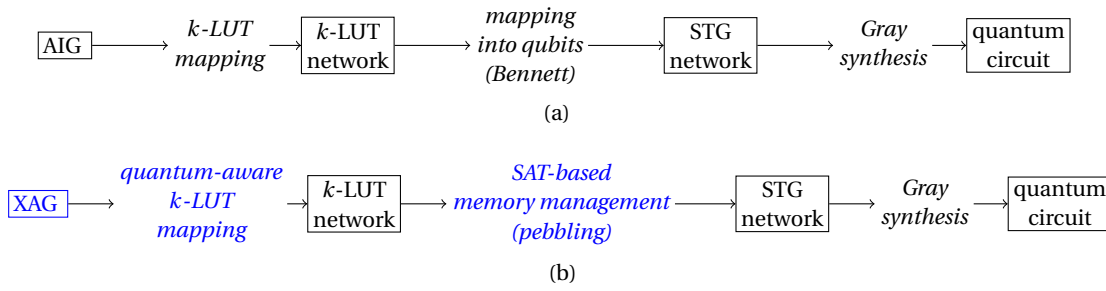 AIG
k-LUT
mapping
k-LUT
network
mapping
into qubits
(Bennett)
STG
network
Gray
synthesis
quantum
circuit
(a)
XAG
quantum-aware
k-LUT
mapping
k-LUT
network
SAT-based
memory management
(pebbling)
STG
network
Gray
synthesis
quantum
circuit
(b)